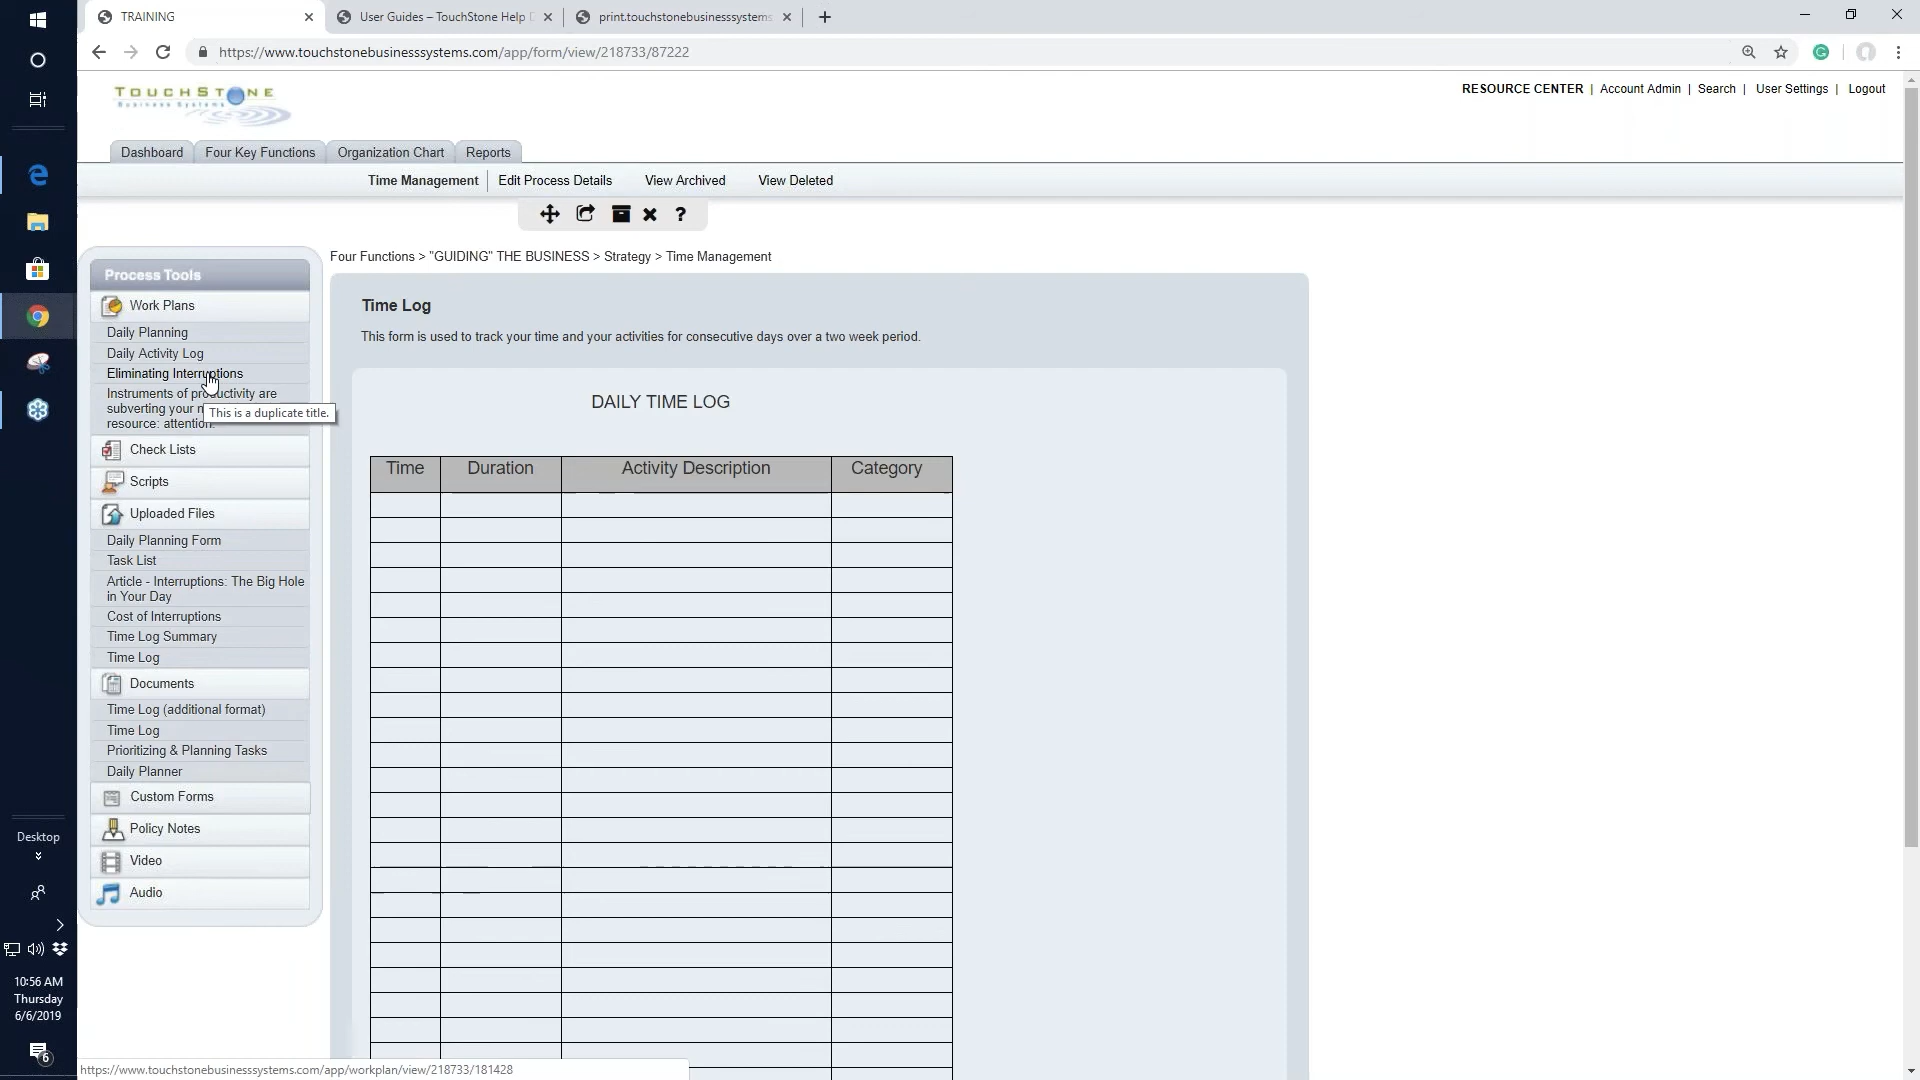 TRAINING
User Guides – TouchStone Help D
print.touchstonebusinesssystems
https://www.touchstonebusinesssystems.com/app/form/view/218733/87222
TOUCHSTONE
Business Systems
RESOURCE CENTER | Account Admin | Search | User Settings | Logout
Dashboard
Four Key Functions
Organization Chart
Reports
Time Management
Edit Process Details
View Archived
View Deleted
?
Four Functions > "GUIDING" THE BUSINESS > Strategy > Time Management
Process Tools
Work Plans
Daily Planning
Daily Activity Log
Eliminating Interruptions
Instruments of productivity are
subverting your
resource: attention.
This is a duplicate title.
Check Lists
Scripts
Uploaded Files
Daily Planning Form
Task List
Article - Interruptions: The Big Hole
in Your Day
Cost of Interruptions
Time Log Summary
Time Log
Documents
Time Log (additional format)
Time Log
Prioritizing & Planning Tasks
Daily Planner
Custom Forms
Policy Notes
Video
Audio
Time Log
This form is used to track your time and your activities for consecutive days over a two week period.
DAILY TIME LOG
Time Duration Activity Description Category
Desktop
10:56 AM
Thursday
6/6/2019
6
https://www.touchstonebusinesssystems.com/app/workplan/view/218733/181428